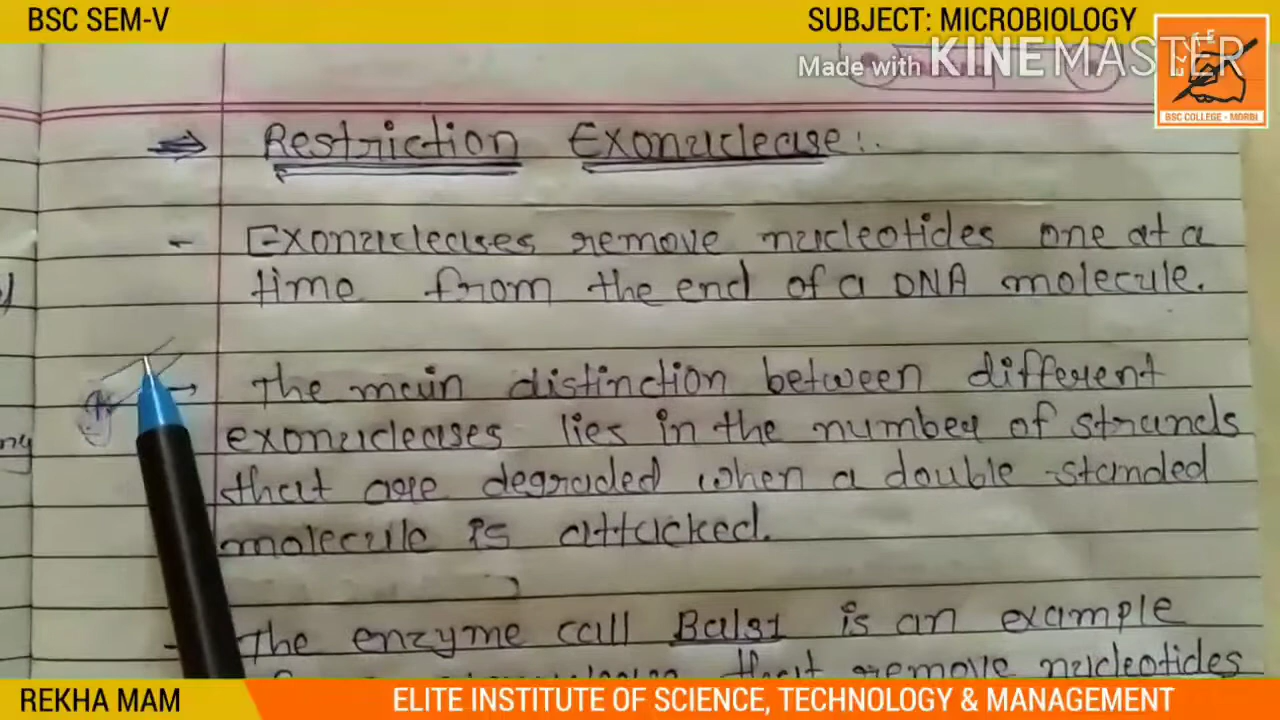 BSC SEM-V
SUBJECT: MICROBIOLOGY
Made with KINEMASTER
ELITE
BSC COLLEGE - MORBI
⇒ Restriction Exonuclease:.
- Exonucleases remove nucleotides one at a
time from the end of a DNA molecule.
→ The main distinction between different
exonucleases lies in the number of strands
that are degraded when a double-standed
molecule is attacked.
- The enzyme call Bal31 is an example
that remove nucleotides
REKHA MAM
ELITE INSTITUTE OF SCIENCE, TECHNOLOGY & MANAGEMENT